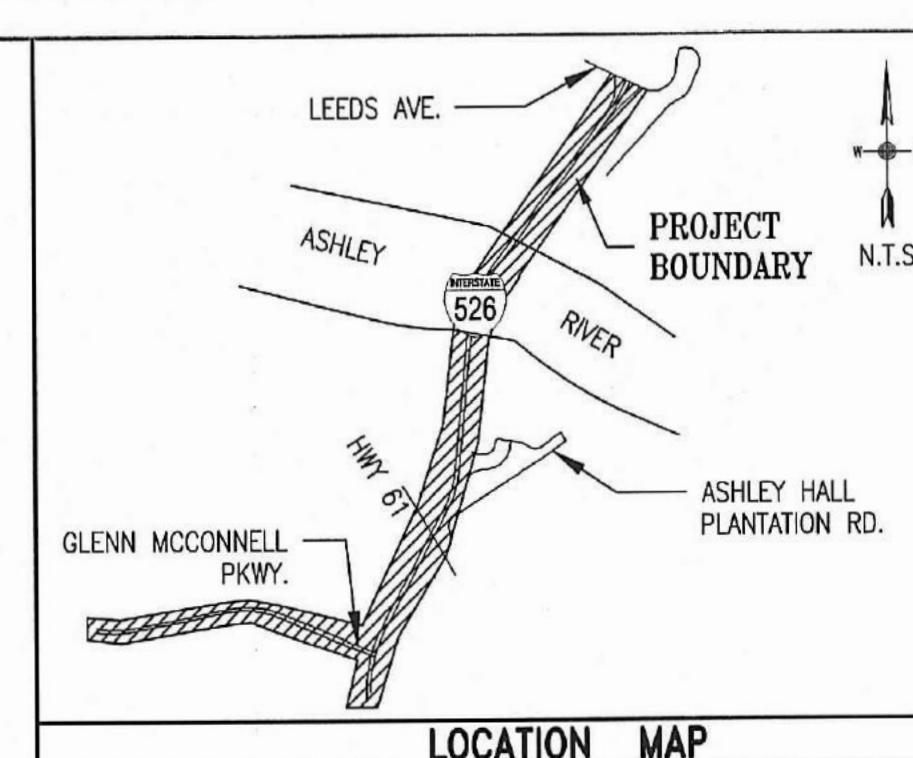 LEEDS AVE.
PROJECT
BOUNDARY
W
N.T.S
ASHLEY
INTERSTATE
526
RIVER
HWY 61
ASHLEY HALL
PLANTATION RD.
GLENN MCCONNELL
PKWY.
LOCATION MAP